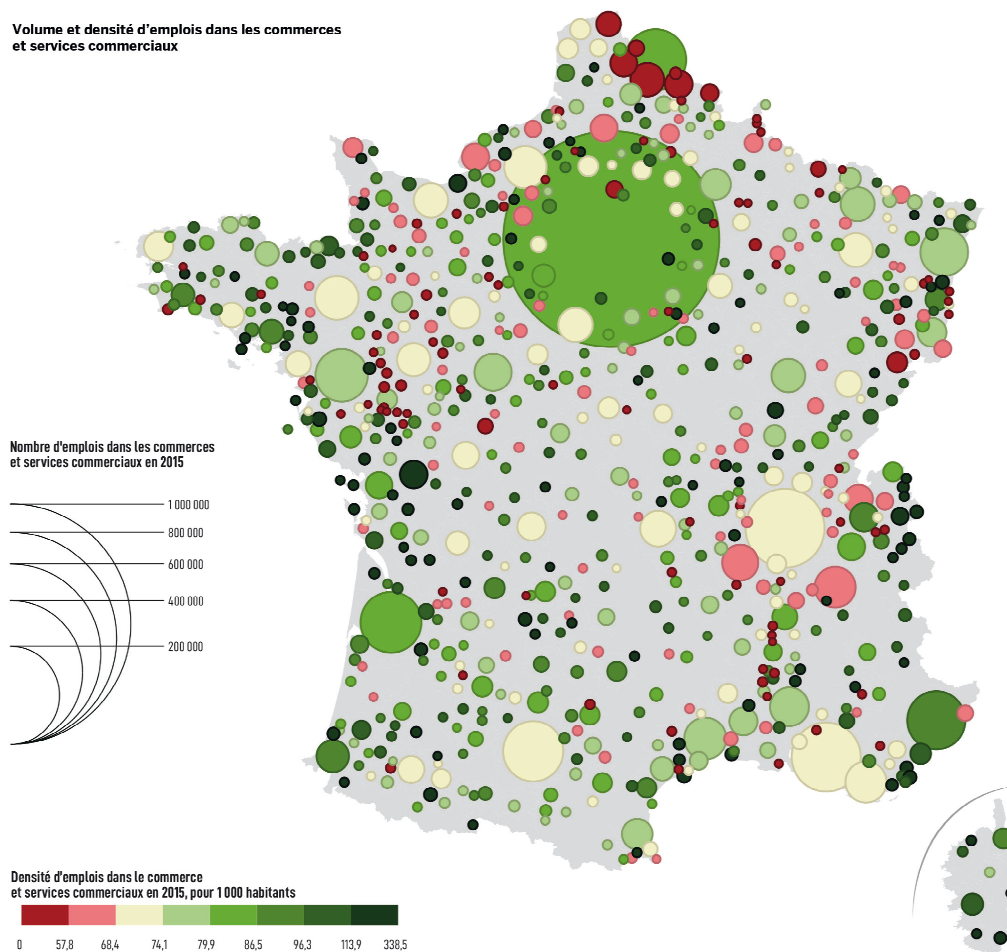 Volume et densité d’emplois dans les commerces
et services commerciaux
Nombre d'emplois dans les commerces
et services commerciaux en 2015
1 000 000
800 000
600 000
400 000
200 000
Densité d'emplois dans le commerce
et services commerciaux en 2015, pour 1 000 habitants
0 57,8 68,4 74,1 79,9 86,5 96,3 113,9 338,5